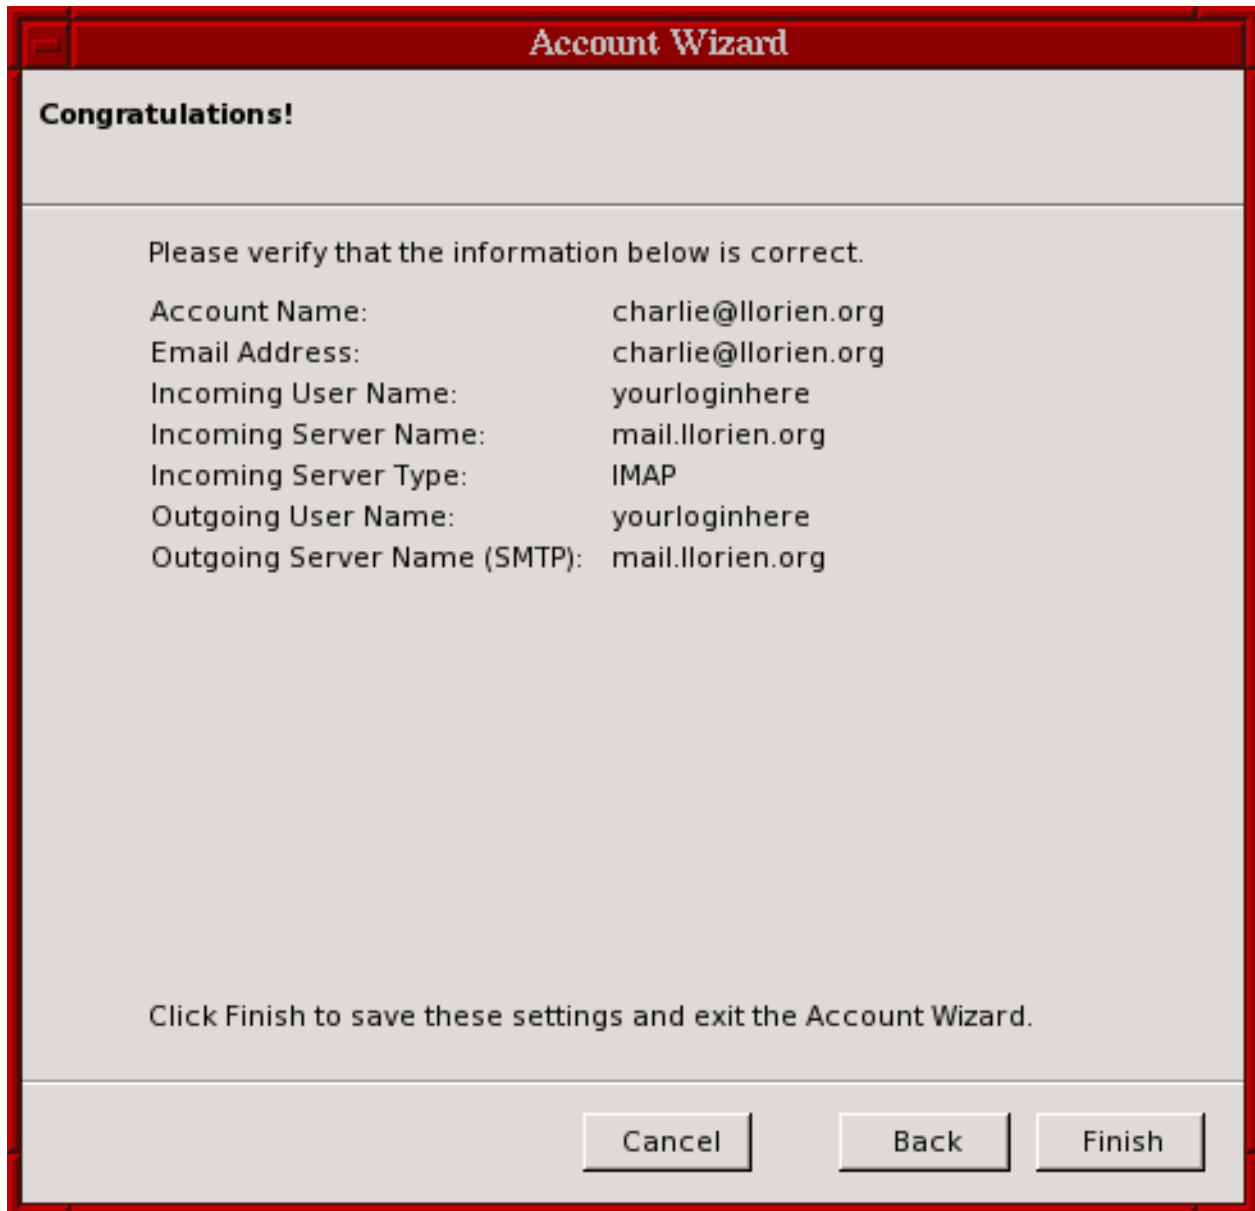 Account Wizard
Congratulations!
Please verify that the information below is correct.
Account Name: charlie@llorien.org
Email Address: charlie@llorien.org
Incoming User Name: yourloginhere
Incoming Server Name: mail.llorien.org
Incoming Server Type: IMAP
Outgoing User Name: yourloginhere
Outgoing Server Name (SMTP): mail.llorien.org
Click Finish to save these settings and exit the Account Wizard.
Cancel Back Finish